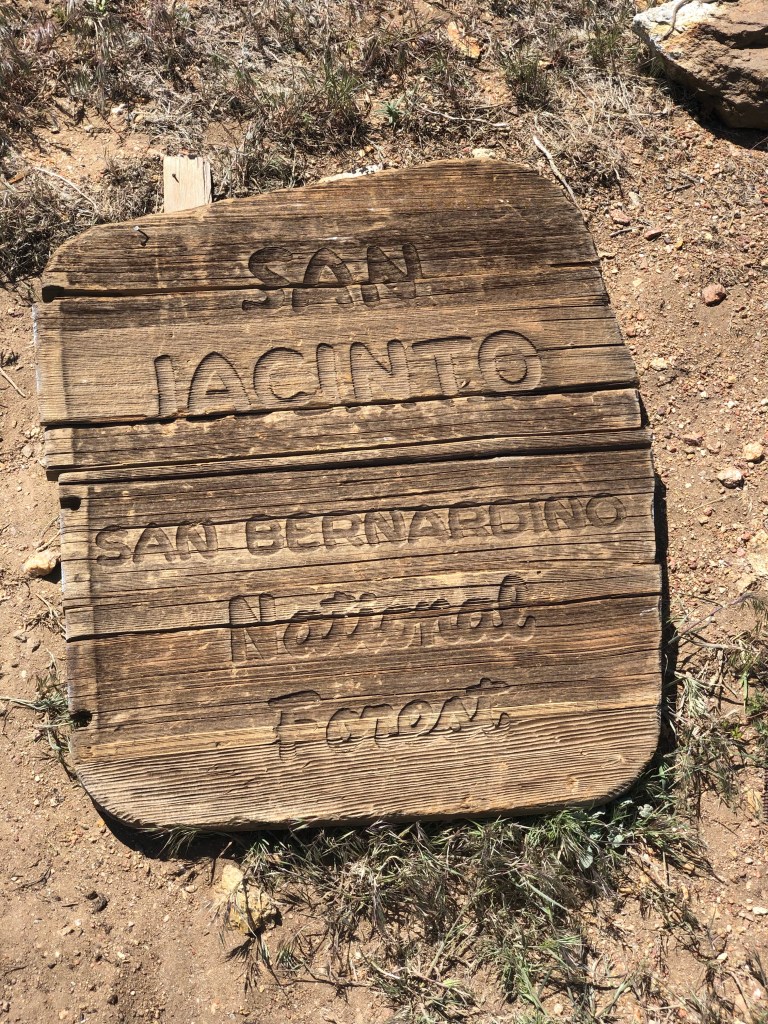 SAN
JACINTO
SAN BERNARDINO
National
Forest